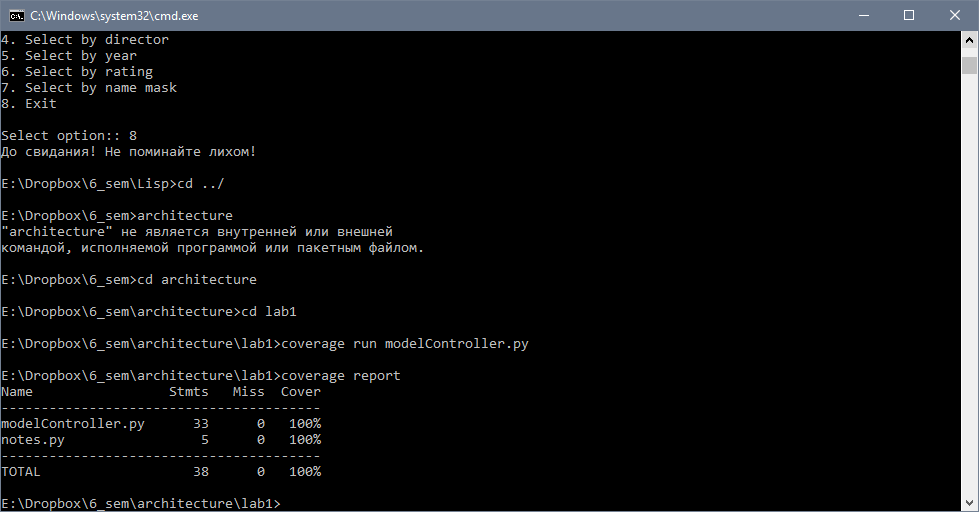 C:\Windows\system32\cmd.exe
4. Select by director
5. Select by year
6. Select by rating
7. Select by name mask
8. Exit
Select option:: 8
До свидания! Не поминайте лихом!
E:\Dropbox\6_sem\Lisp>cd ../
E:\Dropbox\6_sem>architecture
"architecture" не является внутренней или внешней
командой, исполняемой программой или пакетным файлом.
E:\Dropbox\6_sem>cd architecture
E:\Dropbox\6_sem\architecture>cd lab1
E:\Dropbox\6_sem\architecture\lab1>coverage run modelController.py
E:\Dropbox\6_sem\architecture\lab1>coverage report
Name                 Stmts   Miss  Cover
----------------------------------------
modelController.py      33      0   100%
notes.py                 5      0   100%
----------------------------------------
TOTAL                   38      0   100%
E:\Dropbox\6_sem\architecture\lab1>